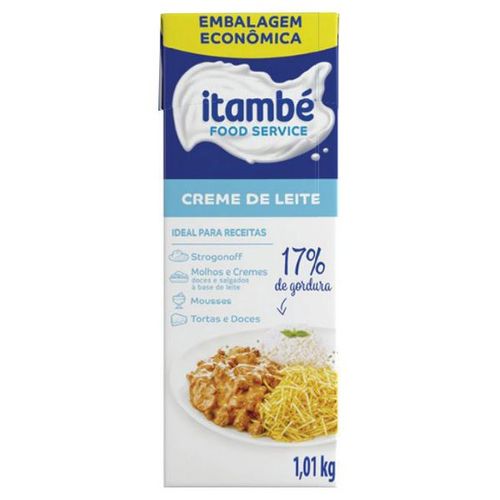 EMBALAGEM
ECONÔMICA
itambé
FOOD SERVICE
CREME DE LEITE
IDEAL PARA RECEITAS
Strogonoff
Molhos e Cremes
doces e salgados
à base de leite
Mousses
Tortas e Doces
17%
de gordura
1,01 kg